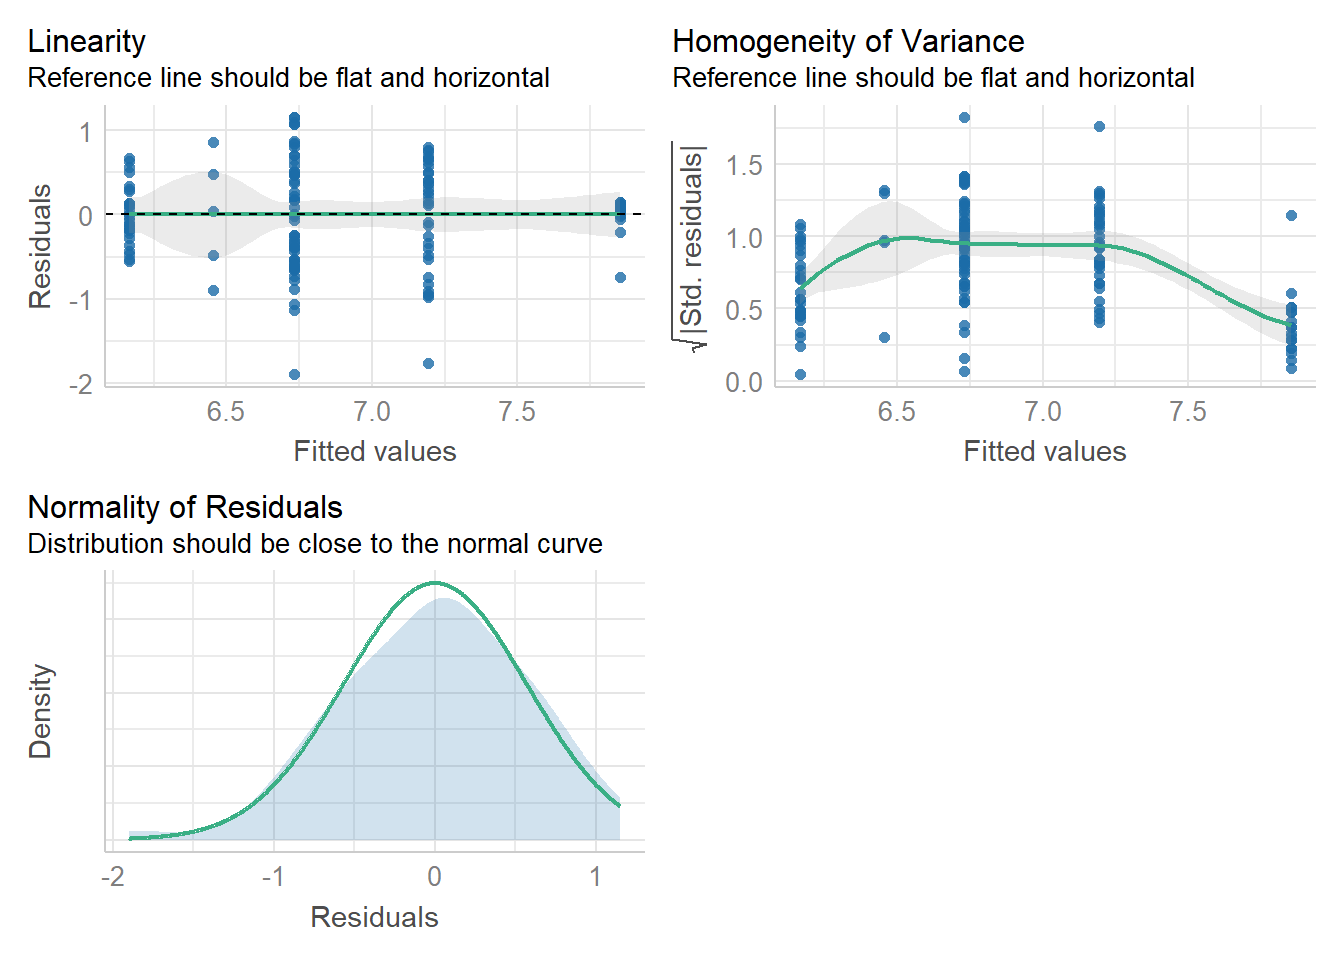 Linearity
Reference line should be flat and horizontal
Residuals
1
0
-1
-2
6.5 7.0 7.5
Fitted values
Homogeneity of Variance
Reference line should be flat and horizontal
√|Std. residuals|
1.5
1.0
0.5
0.0
6.5 7.0 7.5
Fitted values
Normality of Residuals
Distribution should be close to the normal curve
Density
-2 -1 0 1
Residuals